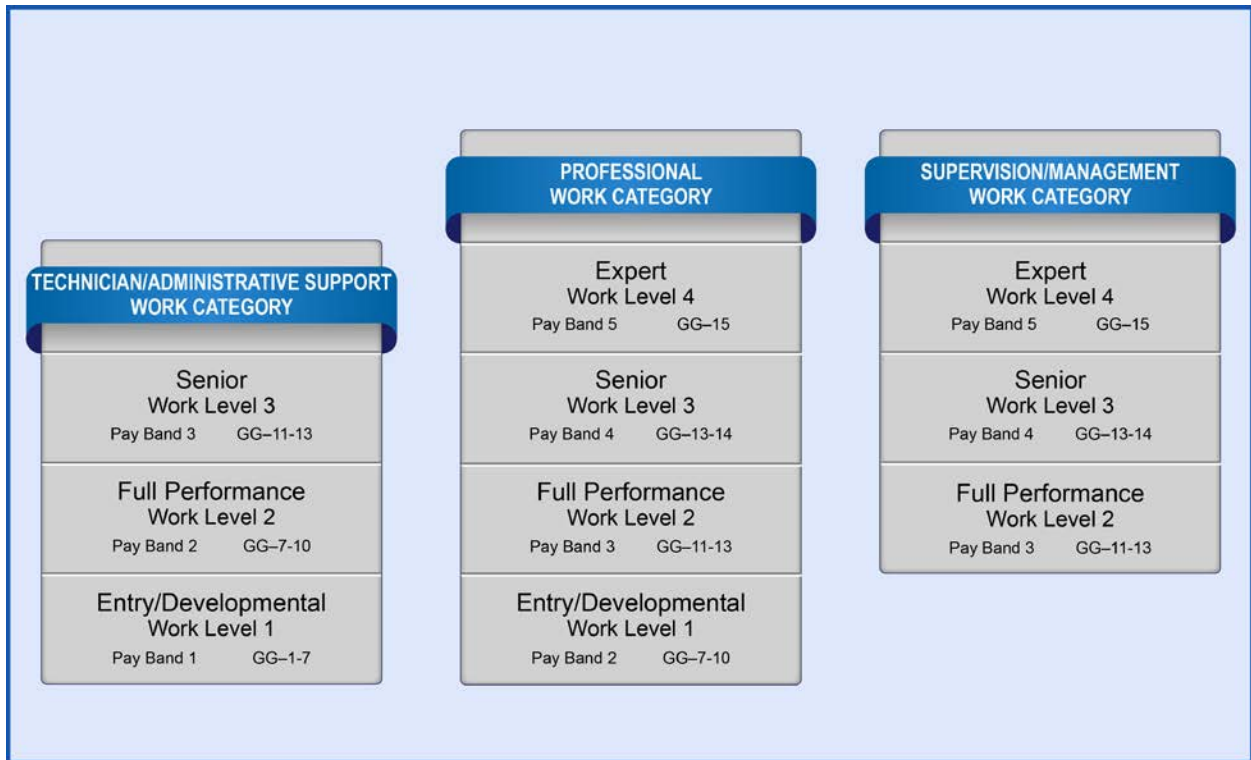 TECHNICIAN/ADMINISTRATIVE SUPPORT
WORK CATEGORY
Senior
Work Level 3
Pay Band 3 GG–11-13
Full Performance
Work Level 2
Pay Band 2 GG–7-10
Entry/Developmental
Work Level 1
Pay Band 1 GG–1-7
PROFESSIONAL
WORK CATEGORY
Expert
Work Level 4
Pay Band 5 GG–15
Senior
Work Level 3
Pay Band 4 GG–13-14
Full Performance
Work Level 2
Pay Band 3 GG–11-13
Entry/Developmental
Work Level 1
Pay Band 2 GG–7-10
SUPERVISION/MANAGEMENT
WORK CATEGORY
Expert
Work Level 4
Pay Band 5 GG–15
Senior
Work Level 3
Pay Band 4 GG–13-14
Full Performance
Work Level 2
Pay Band 3 GG–11-13